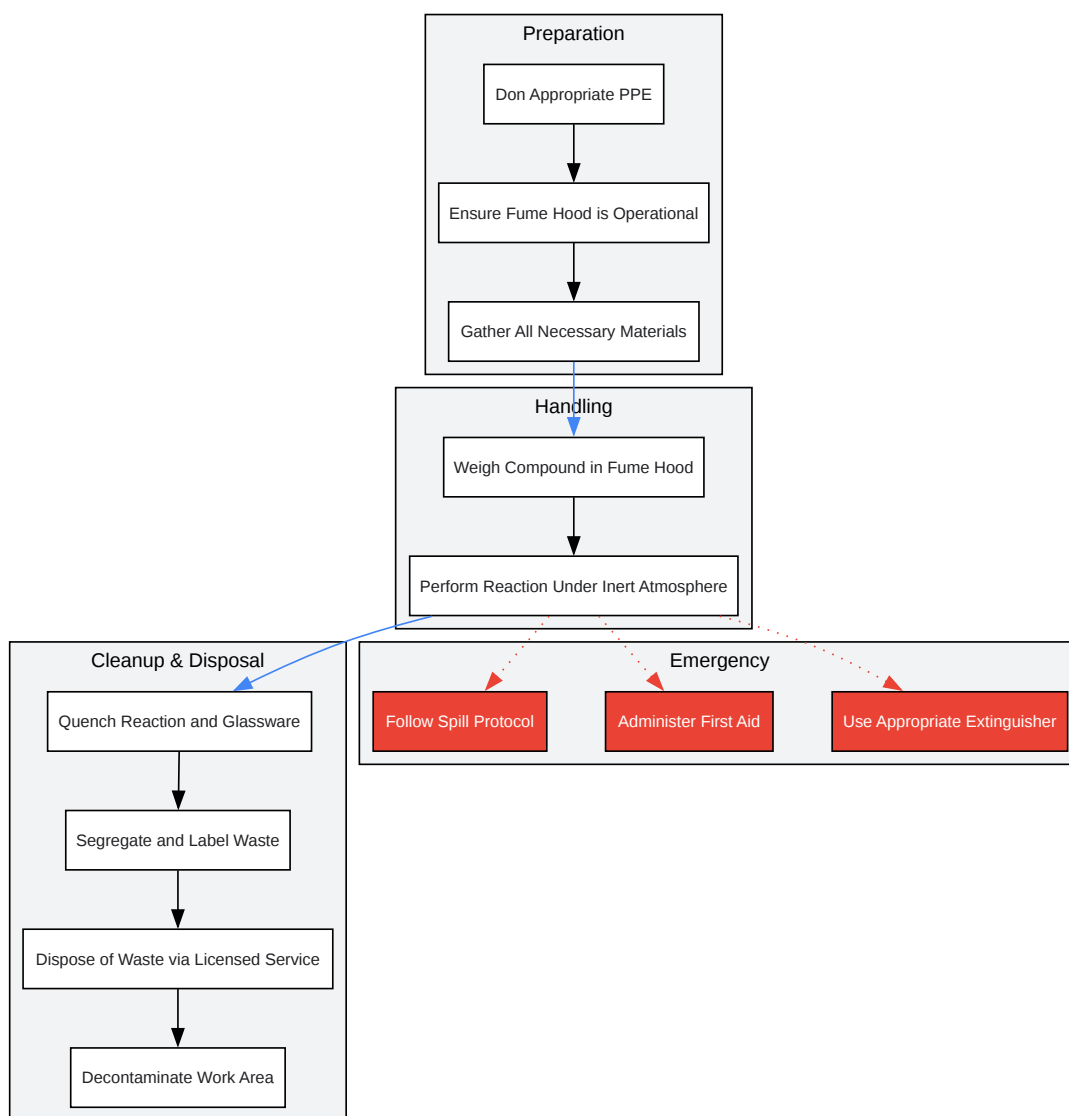 Preparation
Don Appropriate PPE
Ensure Fume Hood is Operational
Gather All Necessary Materials
Handling
Weigh Compound in Fume Hood
Perform Reaction Under Inert Atmosphere
Cleanup & Disposal
Quench Reaction and Glassware
Segregate and Label Waste
Dispose of Waste via Licensed Service
Decontaminate Work Area
Emergency
Follow Spill Protocol
Administer First Aid
Use Appropriate Extinguisher